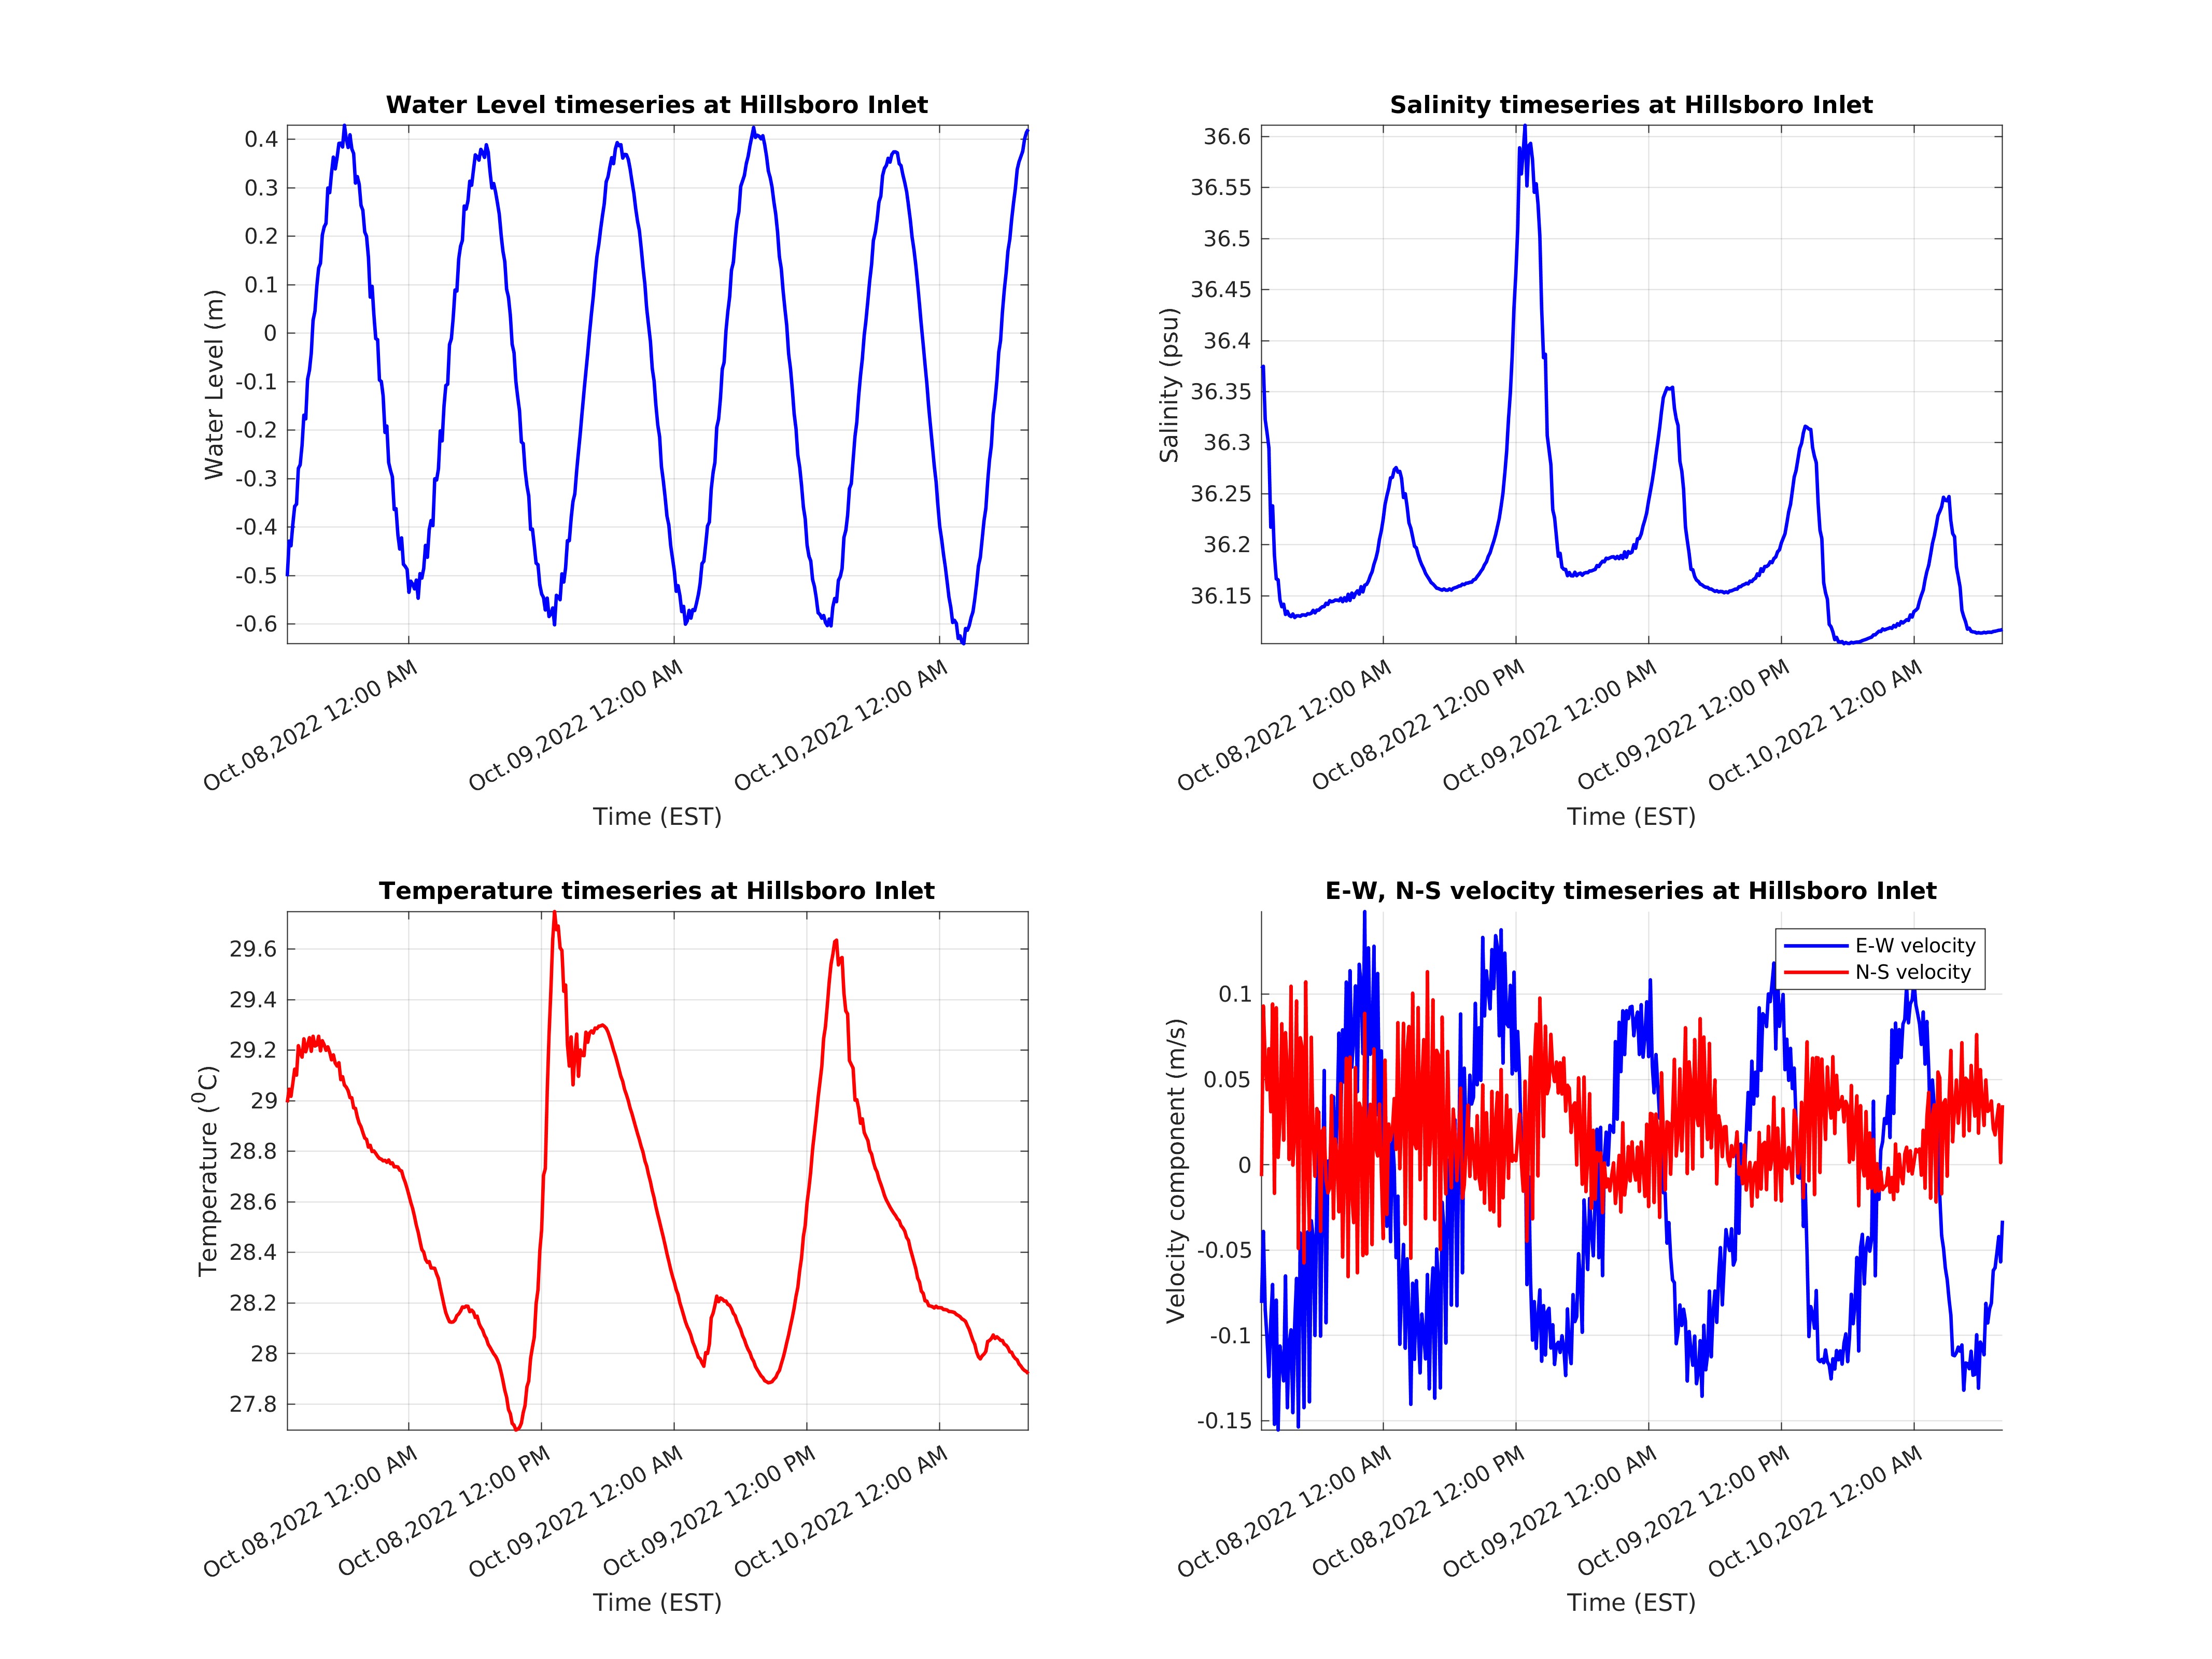 Water Level timeseries at Hillsboro Inlet
0.4
0.3
0.2
0.1
0
-0.1
-0.2
-0.3
-0.4
-0.5
-0.6
Water Level (m)
Oct.08,2022 12:00 AM
Oct.09,2022 12:00 AM
Oct.10,2022 12:00 AM
Time (EST)
Salinity timeseries at Hillsboro Inlet
36.6
36.55
36.5
36.45
36.4
36.35
36.3
36.25
36.2
36.15
Salinity (psu)
Oct.08,2022 12:00 AM
Oct.08,2022 12:00 PM
Oct.09,2022 12:00 AM
Oct.09,2022 12:00 PM
Oct.10,2022 12:00 AM
Time (EST)
Temperature timeseries at Hillsboro Inlet
29.6
29.4
29.2
29
28.8
28.6
28.4
28.2
28
27.8
Temperature (⁰C)
Oct.08,2022 12:00 AM
Oct.08,2022 12:00 PM
Oct.09,2022 12:00 AM
Oct.09,2022 12:00 PM
Oct.10,2022 12:00 AM
Time (EST)
E-W, N-S velocity timeseries at Hillsboro Inlet
E-W velocity
N-S velocity
0.1
0.05
0
-0.05
-0.1
-0.15
Velocity component (m/s)
Oct.08,2022 12:00 AM
Oct.08,2022 12:00 PM
Oct.09,2022 12:00 AM
Oct.09,2022 12:00 PM
Oct.10,2022 12:00 AM
Time (EST)